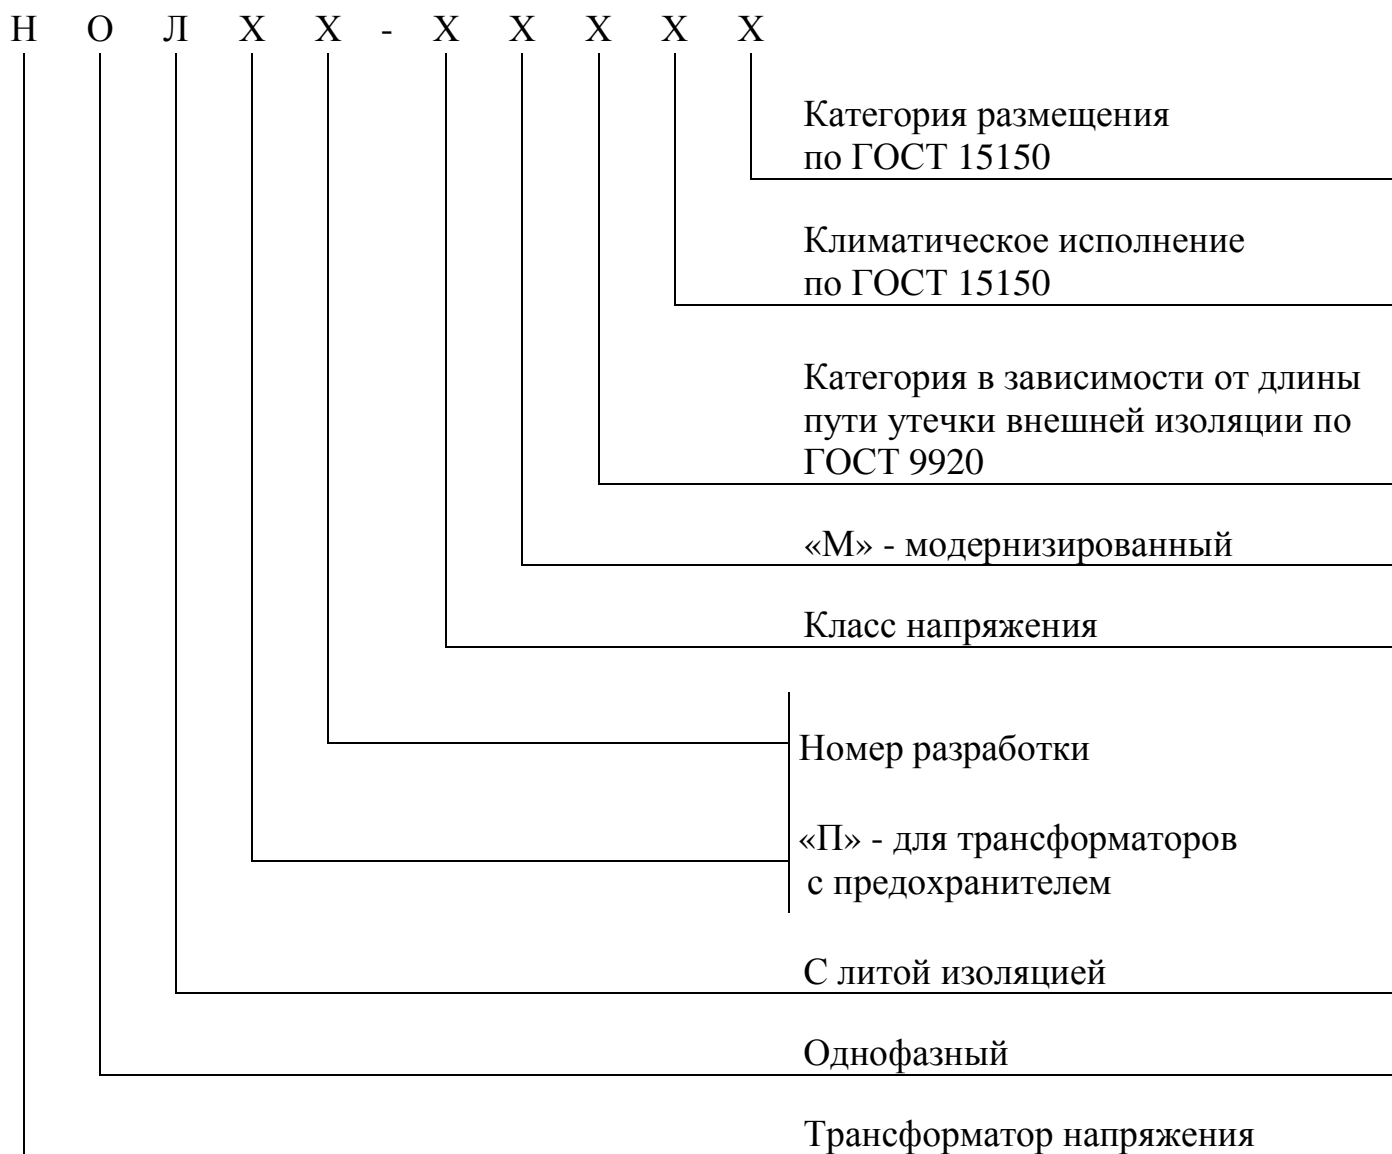 Н О Л Х Х - Х Х Х Х Х
Категория размещения
по ГОСТ 15150
Климатическое исполнение
по ГОСТ 15150
Категория в зависимости от длины
пути утечки внешней изоляции по
ГОСТ 9920
«М» - модернизированный
Класс напряжения
Номер разработки
«П» - для трансформаторов
с предохранителем
С литой изоляцией
Однофазный
Трансформатор напряжения